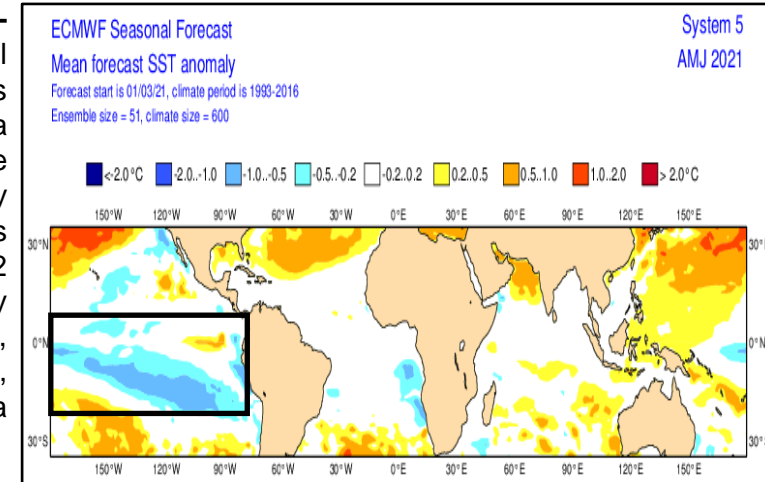 l
s
a
e
y
s
2
y
,
,
a
ECMWF Seasonal Forecast
System 5
Mean forecast SST anomaly
AMJ 2021
Forecast start is 01/03/21, climate period is 1993-2016
Ensemble size = 51, climate size = 600
<-2.0°C -2.0..-1.0 -1.0..-0.5 -0.5..-0.2 -0.2..0.2 0.2..0.5 0.5..1.0 1.0..2.0 > 2.0°C
150°W 120°W 90°W 60°W 30°W 0°E 30°E 60°E 90°E 120°E 150°E
30°N 30°N
0°N 0°
30°S 30°
150°W 120°W 90°W 60°W 30°W 0°E 30°E 60°E 90°E 120°E 150°E